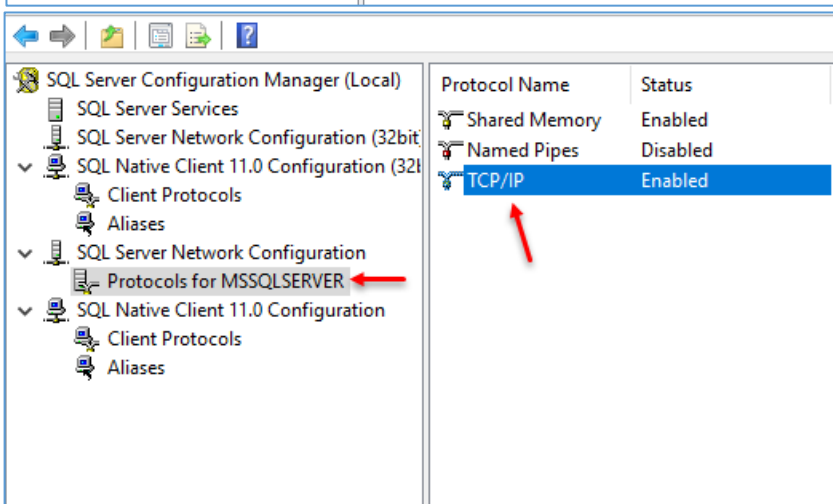 SQL Server Configuration Manager (Local)
SQL Server Services
SQL Server Network Configuration (32bit
SQL Native Client 11.0 Configuration (32b
Client Protocols
Aliases
SQL Server Network Configuration
Protocols for MSSQLSERVER
SQL Native Client 11.0 Configuration
Client Protocols
Aliases
Protocol Name Status
Shared Memory Enabled
Named Pipes Disabled
TCP/IP Enabled